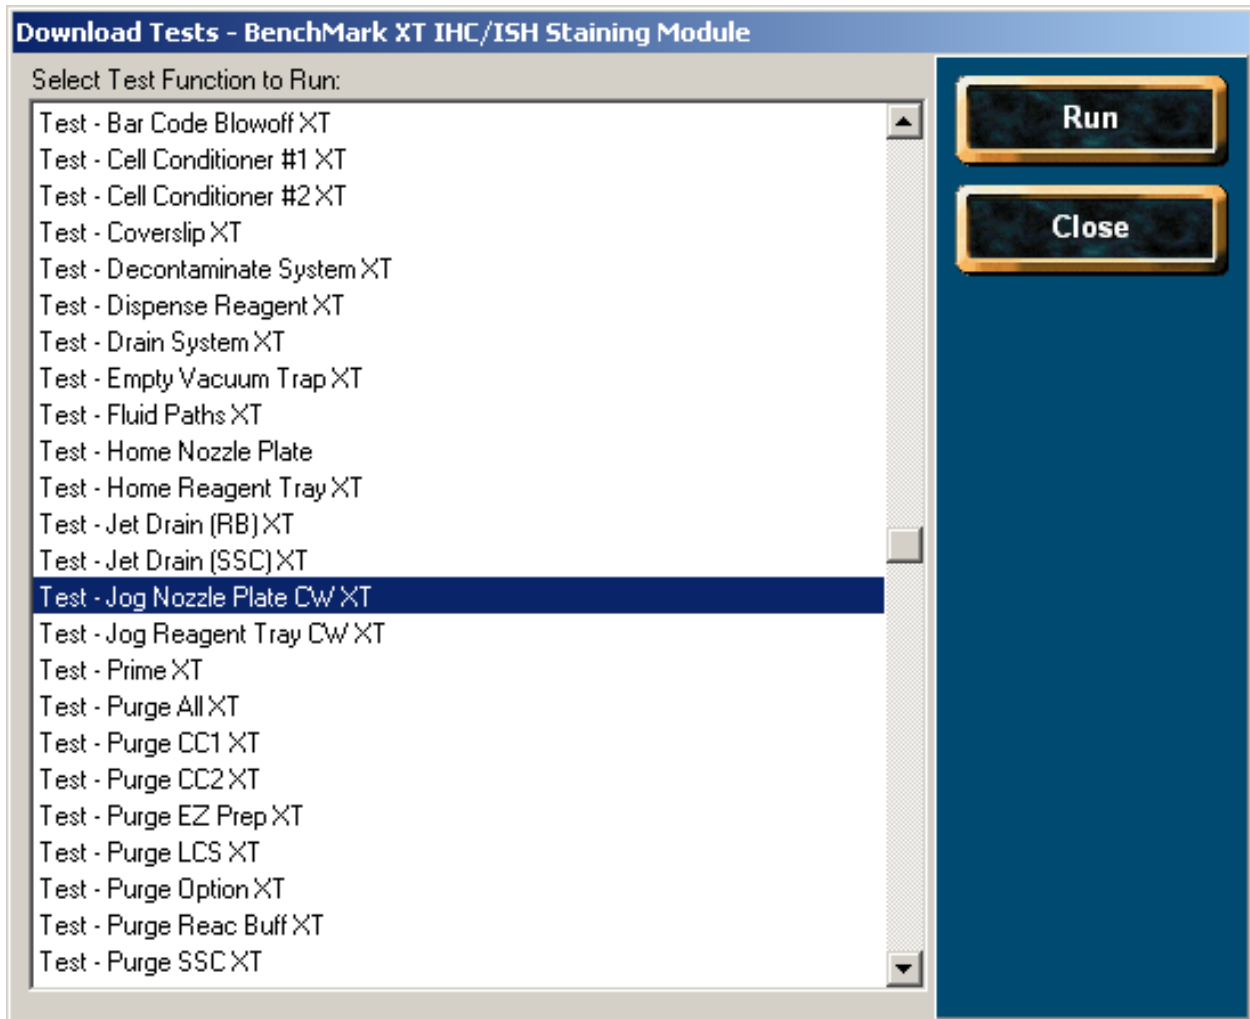 Download Tests - BenchMark XT IHC/ISH Staining Module
Select Test Function to Run:
Test - Bar Code Blowoff XT
Test - Cell Conditioner #1 XT
Test - Cell Conditioner #2 XT
Test - Coverslip XT
Test - Decontaminate System XT
Test - Dispense Reagent XT
Test - Drain System XT
Test - Empty Vacuum Trap XT
Test - Fluid Paths XT
Test - Home Nozzle Plate
Test - Home Reagent Tray XT
Test - Jet Drain (RB) XT
Test - Jet Drain (SSC) XT
Test - Jog Nozzle Plate CW XT
Test - Jog Reagent Tray CW XT
Test - Prime XT
Test - Purge All XT
Test - Purge CC1 XT
Test - Purge CC2 XT
Test - Purge EZ Prep XT
Test - Purge LCS XT
Test - Purge Option XT
Test - Purge Reac Buff XT
Test - Purge SSC XT
Run
Close